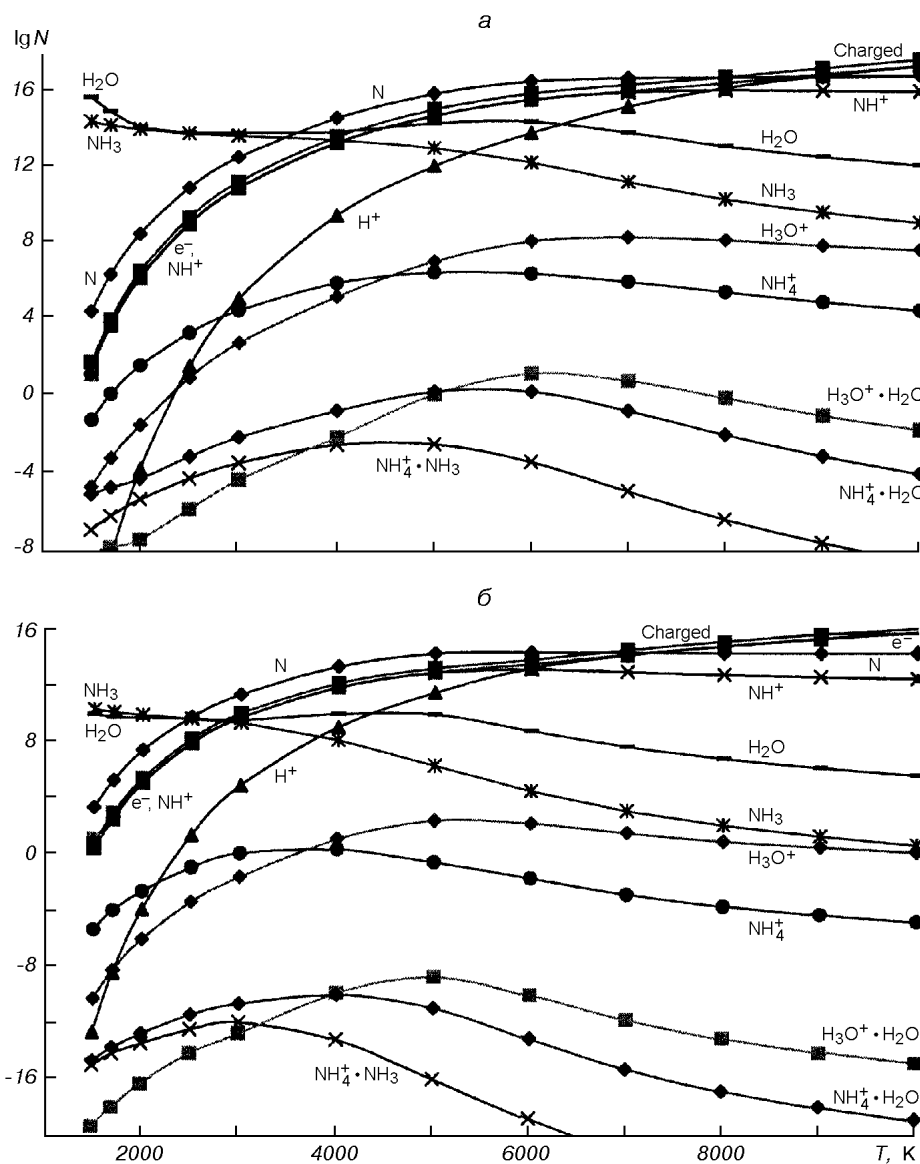 а
lg N
Charged
16
H₂O
N
NH⁺
NH₃
H₂O
12
NH₃
H⁺
H₃O⁺
8
e⁻,
NH⁺
N
NH₄⁺
4
0
H₃O⁺•H₂O
-4
NH₄⁺•NH₃
NH₄⁺•H₂O
-8
б
16
Charged
e⁻
N
N
NH₃
NH⁺
H₂O
8
H₂O
H⁺
e⁻, NH⁺
NH₃
0
H₃O⁺
NH₄⁺
-8
H₃O⁺•H₂O
-16
NH₄⁺•NH₃
NH₄⁺•H₂O
2000 4000 6000 8000 T, K